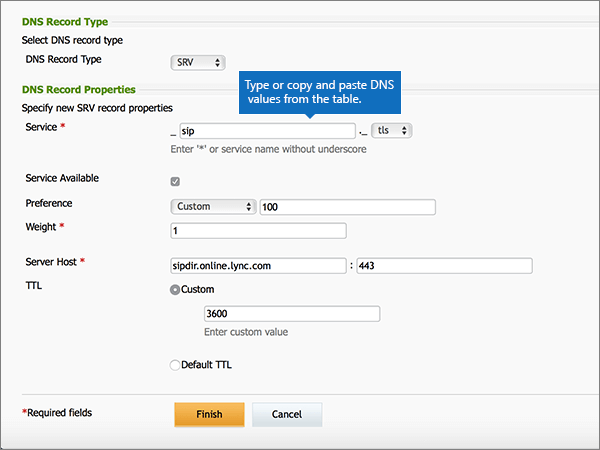 DNS Record Type
Select DNS record type
DNS Record Type SRV
Type or copy and paste DNS
values from the table.
DNS Record Properties
Specify new SRV record properties
Service * _ sip ._ tls
Enter '*' or service name without underscore
Service Available
Preference Custom 100
Weight * 1
Server Host * sipdir.online.lync.com : 443
TTL Custom
3600
Enter custom value
Default TTL
*Required fields Finish Cancel